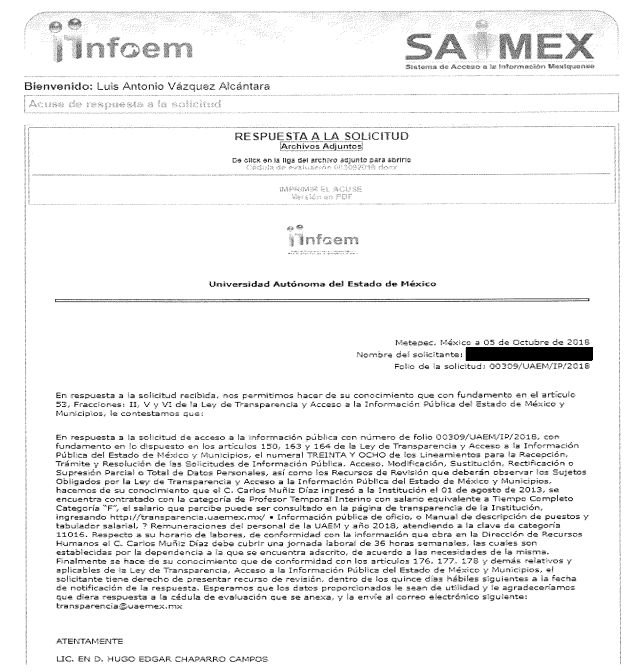 infoem
SAIMEX
Sistema de Acceso a la Información Mexiquense
Bienvenido: Luis Antonio Vázquez Alcántara
Acuse de respuesta a la solicitud
RESPUESTA A LA SOLICITUD
Archivos Adjuntos
De click en la liga del archivo adjunto para abrirlo
Cédula de evaluación 003092018.docx
IMPRIMIR EL ACUSE
Versión en PDF
infoem
Universidad Autónoma del Estado de México
Metepec, México a 05 de Octubre de 2018
Nombre del solicitante:
Folio de la solicitud: 00309/UAEM/IP/2018
En respuesta a la solicitud recibida, nos permitimos hacer de su conocimiento que con fundamento en el artículo
53, Fracciones: II, V y VI de la Ley de Transparencia y Acceso a la Información Pública del Estado de México y
Municipios, le contestamos que:
En respuesta a la solicitud de acceso a la información pública con número de folio 00309/UAEM/IP/2018, con
fundamento en lo dispuesto en los artículos 150, 163 y 164 de la Ley de Transparencia y Acceso a la Información
Pública del Estado de México y Municipios, el numeral TREINTA Y OCHO de los Lineamientos para la Recepción,
Trámite y Resolución de las Solicitudes de Información Pública, Acceso, Modificación, Sustitución, Rectificación o
Supresión Parcial o Total de Datos Personales, así como los Recursos de Revisión que deberán observar los Sujetos
Obligados por la Ley de Transparencia y Acceso a la Información Pública del Estado de México y Municipios,
hacemos de su conocimiento que el C. Carlos Muñiz Díaz ingresó a la Institución el 01 de agosto de 2013, se
encuentra contratado con la categoría de Profesor Temporal Interino con salario equivalente a Tiempo Completo
Categoría "F", el salario que percibe puede ser consultado en la página de transparencia de la Institución,
ingresando http://transparencia.uaemex.mx/ • Información pública de oficio, o Manual de descripción de puestos y
tabulador salarial, ? Remuneraciones del personal de la UAEM y año 2018, atendiendo a la clave de categoría
11016. Respecto a su horario de labores, de conformidad con la información que obra en la Dirección de Recursos
Humanos el C. Carlos Muñiz Díaz debe cubrir una jornada laboral de 36 horas semanales, las cuales son
establecidas por la dependencia a la que se encuentra adscrito, de acuerdo a las necesidades de la misma.
Finalmente se hace de su conocimiento que de conformidad con los artículos 176, 177, 178 y demás relativos y
aplicables de la Ley de Transparencia, Acceso a la Información Pública del Estado de México y Municipios, el
solicitante tiene derecho de presentar recurso de revisión, dentro de los quince días hábiles siguientes a la fecha
de notificación de la respuesta. Esperamos que los datos proporcionados le sean de utilidad y le agradeceríamos
que diera respuesta a la cédula de evaluación que se anexa, y la envíe al correo electrónico siguiente:
transparencia@uaemex.mx
ATENTAMENTE
LIC. EN D. HUGO EDGAR CHAPARRO CAMPOS